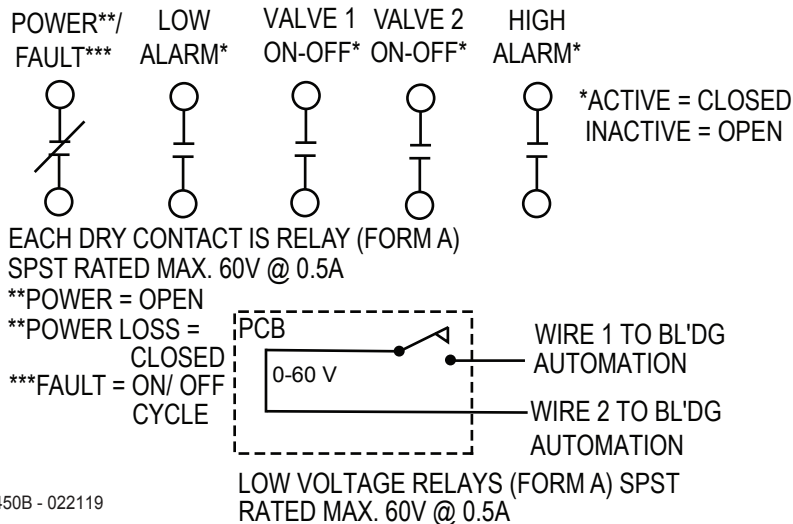 POWER**/ LOW VALVE 1 VALVE 2 HIGH
FAULT*** ALARM* ON-OFF* ON-OFF* ALARM*
*ACTIVE = CLOSED
INACTIVE = OPEN
EACH DRY CONTACT IS RELAY (FORM A)
SPST RATED MAX. 60V @ 0.5A
**POWER = OPEN
**POWER LOSS =
CLOSED
***FAULT = ON/ OFF
CYCLE
PCB
0-60 V
WIRE 1 TO BL'DG
AUTOMATION
WIRE 2 TO BL'DG
AUTOMATION
LOW VOLTAGE RELAYS (FORM A) SPST
RATED MAX. 60V @ 0.5A
450B - 022119